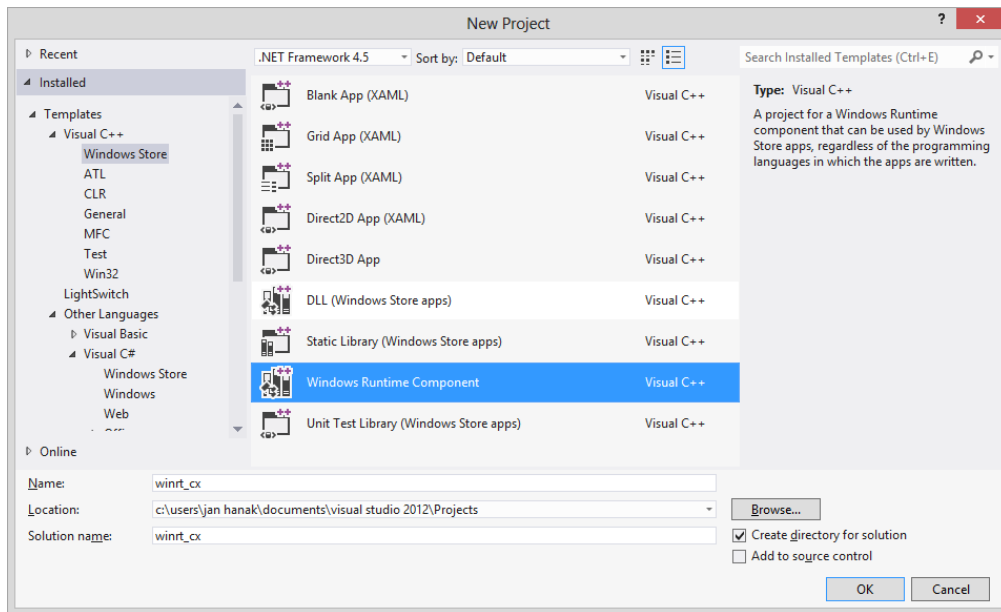 New Project
?
Recent
.NET Framework 4.5
Sort by:
Default
Search Installed Templates (Ctrl+E)
Installed
Templates
Visual C++
Windows Store
ATL
CLR
General
MFC
Test
Win32
LightSwitch
Other Languages
Visual Basic
Visual C#
Windows Store
Windows
Web
Online
Blank App (XAML) Visual C++
Grid App (XAML) Visual C++
Split App (XAML) Visual C++
Direct2D App (XAML) Visual C++
Direct3D App Visual C++
DLL (Windows Store apps) Visual C++
Static Library (Windows Store apps) Visual C++
Windows Runtime Component Visual C++
Unit Test Library (Windows Store apps) Visual C++
Type: Visual C++
A project for a Windows Runtime
component that can be used by Windows
Store apps, regardless of the programming
languages in which the apps are written.
Name: winrt_cx
Location: c:\users\jan hanak\documents\visual studio 2012\Projects
Browse...
Solution name: winrt_cx
Create directory for solution
Add to source control
OK
Cancel